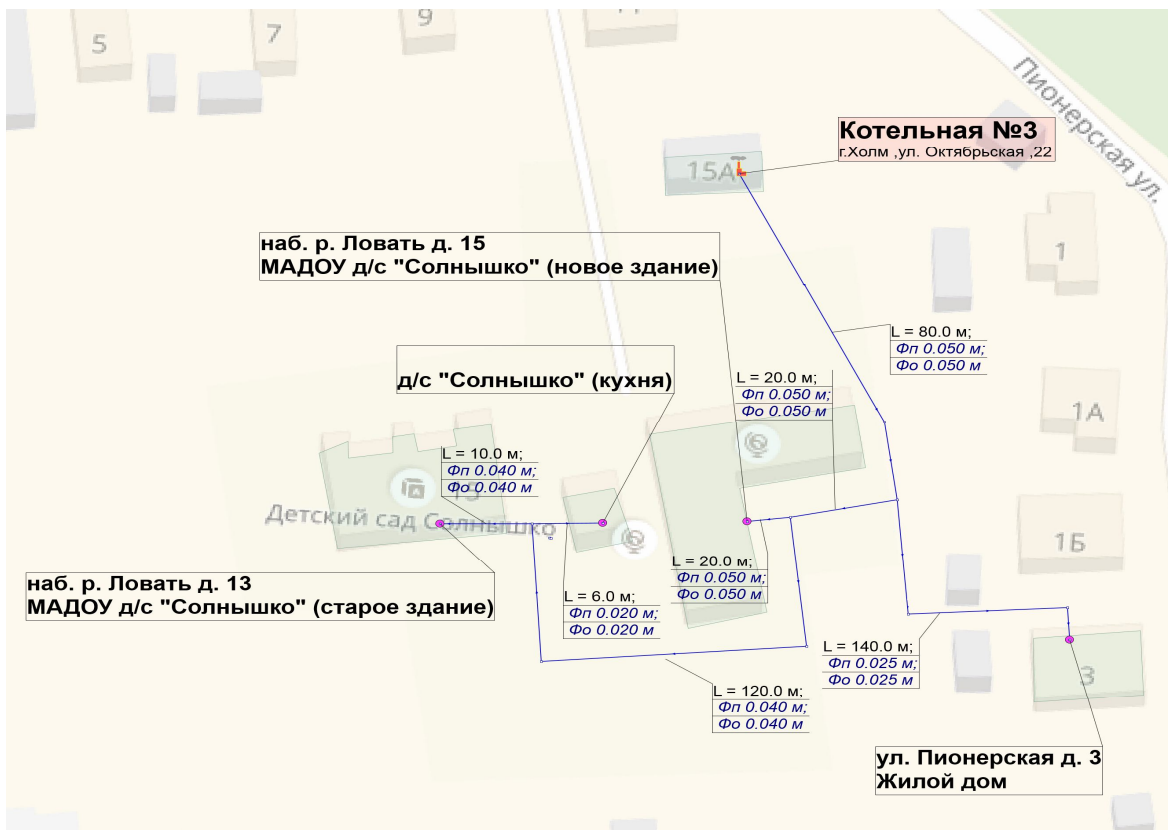 5
7
9
Пионерская ул.
Котельная №3
г.Холм ,ул. Октябрьская ,22
15А
1
наб. р. Ловать д. 15
МАДОУ д/с "Солнышко" (новое здание)
L = 80.0 м;
Фп 0.050 м;
Фо 0.050 м
д/с "Солнышко" (кухня)
L = 20.0 м;
Фп 0.050 м;
Фо 0.050 м
1А
L = 10.0 м;
Фп 0.040 м;
Фо 0.040 м
Детский сад Солнышко
1Б
наб. р. Ловать д. 13
МАДОУ д/с "Солнышко" (старое здание)
L = 6.0 м;
Фп 0.020 м;
Фо 0.020 м
L = 20.0 м;
Фп 0.050 м;
Фо 0.050 м
L = 140.0 м;
Фп 0.025 м;
Фо 0.025 м
3
L = 120.0 м;
Фп 0.040 м;
Фо 0.040 м
ул. Пионерская д. 3
Жилой дом